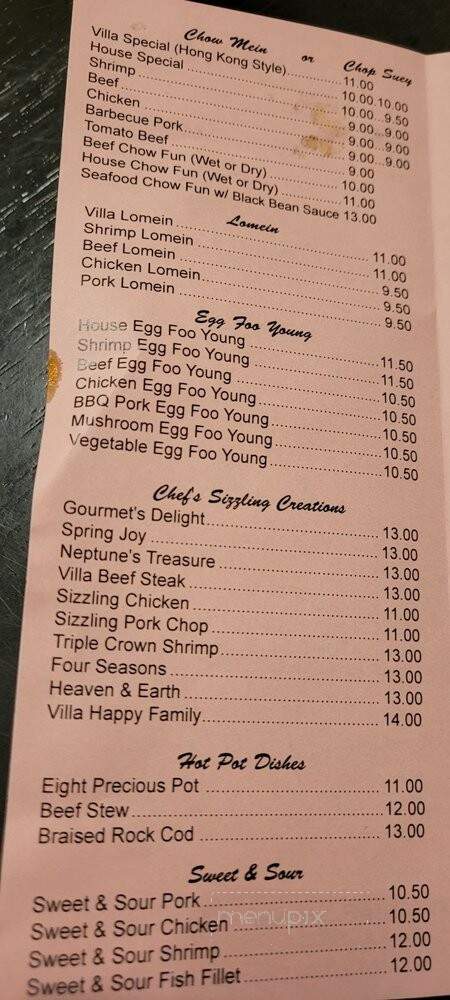 Chow Mein or Chop Suey
Villa Special (Hong Kong Style)..............11.00
House Special ..............10.00.10.00
Shrimp ..............10.00...9.50
Beef ..............9.00...9.00
Chicken ..............9.00...9.00
Barbecue Pork..............9.00...9.00
Tomato Beef ..............9.00
Beef Chow Fun (Wet or Dry) ..............10.00
House Chow Fun (Wet or Dry) ..............11.00
Seafood Chow Fun w/ Black Bean Sauce 13.00
Lomein
Villa Lomein ..............11.00
Shrimp Lomein ..............11.00
Beef Lomein ..............9.50
Chicken Lomein..............9.50
Pork Lomein ..............9.50
Egg Foo Young
House Egg Foo Young ..............11.50
Shrimp Egg Foo Young ..............11.50
Beef Egg Foo Young ..............10.50
Chicken Egg Foo Young..............10.50
BBQ Pork Egg Foo Young..............10.50
Mushroom Egg Foo Young ..............10.50
Vegetable Egg Foo Young..............10.50
Chef's Sizzling Creations
Gourmet's Delight..............13.00
Spring Joy ..............13.00
Neptune's Treasure ..............13.00
Villa Beef Steak ..............13.00
Sizzling Chicken ..............11.00
Sizzling Pork Chop ..............11.00
Triple Crown Shrimp..............13.00
Four Seasons ..............13.00
Heaven & Earth ..............13.00
Villa Happy Family..............14.00
Hot Pot Dishes
Eight Precious Pot ..............11.00
Beef Stew..............12.00
Braised Rock Cod ..............13.00
Sweet & Sour
Sweet & Sour Pork..............10.50
Sweet & Sour Chicken..............10.50
Sweet & Sour Shrimp..............12.00
Sweet & Sour Fish Fillet..............12.00
menupix